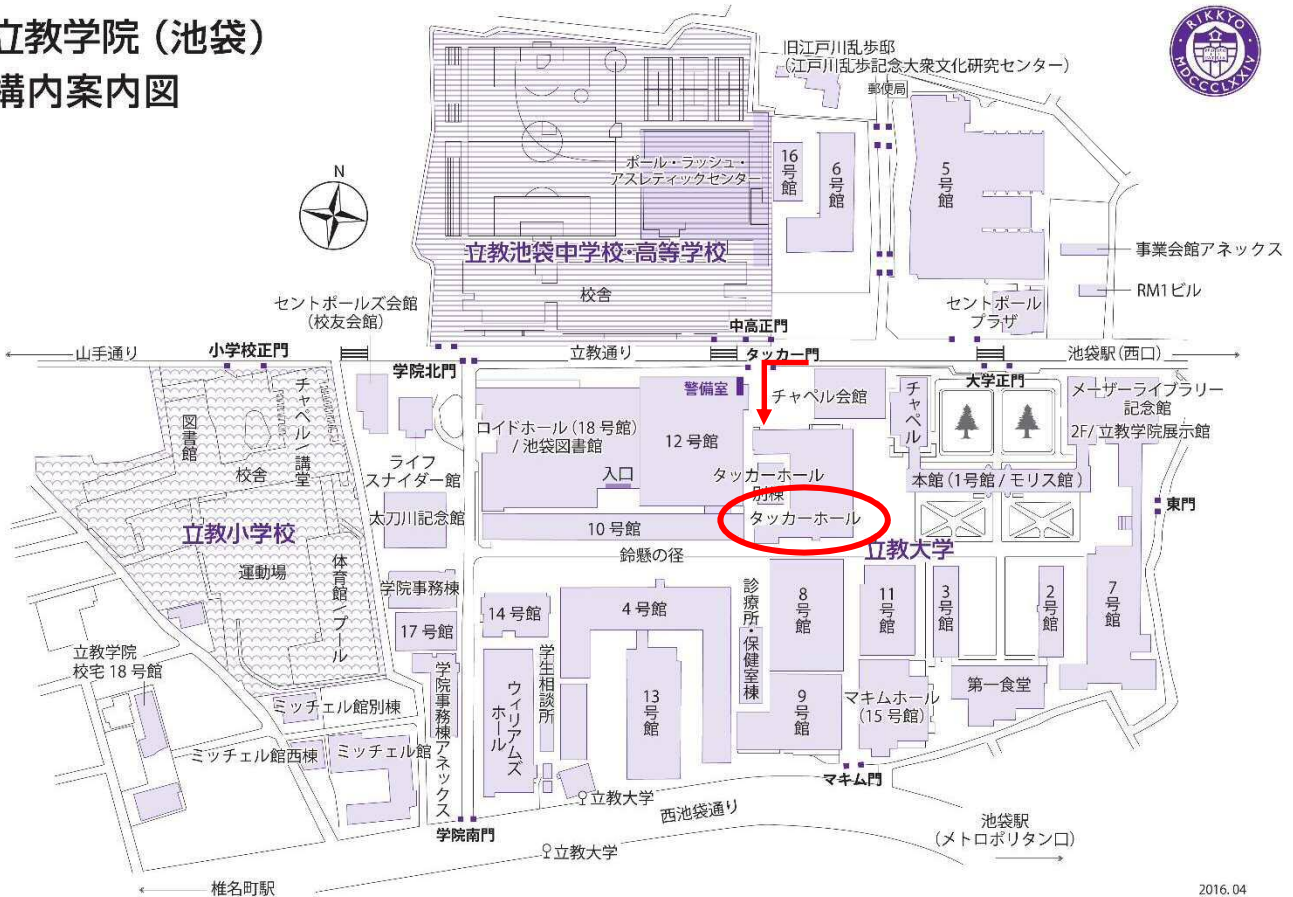 立教学院（池袋）
構内案内図
RIKKYO
MDCCCLXXIV
N
旧江戸川乱歩邸
（江戸川乱歩記念大衆文化研究センター）
郵便局
ポール・ラッシュ・
アスレティックセンター
16号館
6号館
5号館
立教池袋中学校・高等学校
校舎
事業会館アネックス
RM1ビル
セントポール
プラザ
セントポールズ会館
（校友会館）
中高正門
山手通り
小学校正門
立教通り
タッカー門
池袋駅（西口）
学院北門
警備室
大学正門
チャペル会館
チャペル
メーザーライブラリー
記念館
2F/ 立教学院展示館
図書館
チャペル／講堂
校舎
ロイドホール（18号館）
/ 池袋図書館
12号館
入口
ライフ
スナイダー館
タッカーホール
別棟
本館（1号館 / モリス館）
東門
太刀川記念館
10号館
タッカーホール
立教小学校
立教大学
鈴懸の径
運動場
体育館／プール
学院事務棟
14号館
4号館
診療所・保健室棟
8号館
11号館
3号館
2号館
7号館
17号館
立教学院
校宅 18号館
学生相談所
学院事務棟アネックス
ウィリアムズ
ホール
13号館
9号館
マキムホール
（15号館）
第一食堂
ミッチェル館別棟
ミッチェル館西棟
ミッチェル館
マキム門
立教大学
西池袋通り
学院南門
池袋駅
（メトロポリタン口）
立教大学
椎名町駅
2016.04